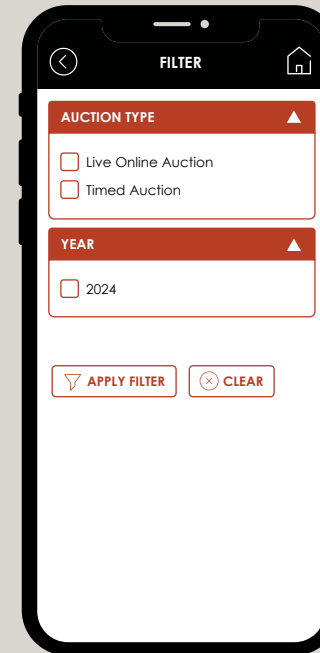 FILTER
AUCTION TYPE
Live Online Auction
Timed Auction
YEAR
2024
APPLY FILTER
CLEAR